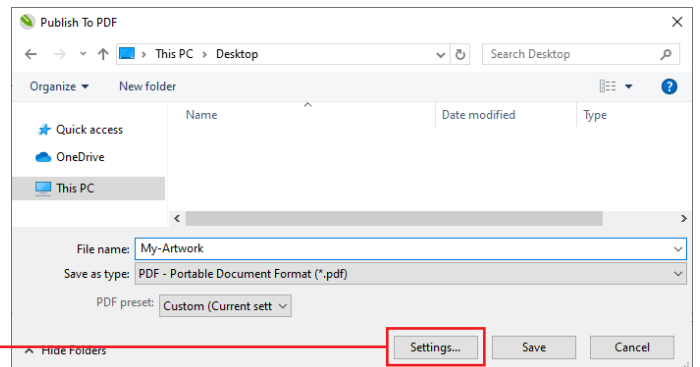 Publish To PDF
This PC > Desktop
Search Desktop
Organize
New folder
Name
Date modified
Type
Quick access
OneDrive
This PC
File name: My-Artwork
Save as type: PDF - Portable Document Format (*.pdf)
PDF preset: Custom (Current sett
Hide Folders
Settings...
Save
Cancel